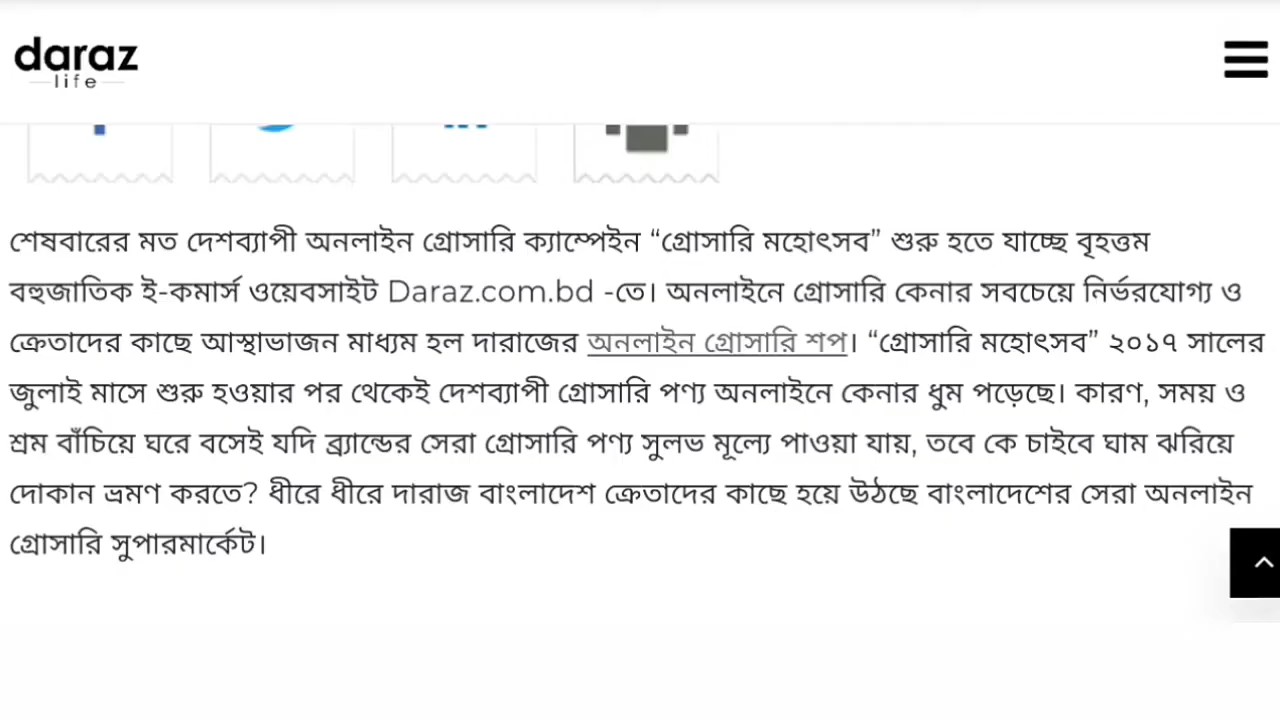 daraz
life
শেষবারের মত দেশব্যাপী অনলাইন গ্রোসারি ক্যাম্পেইন “গ্রোসারি মহোৎসব” শুরু হতে যাচ্ছে বৃহত্তম
বহুজাতিক ই-কমার্স ওয়েবসাইট Daraz.com.bd -তে। অনলাইনে গ্রোসারি কেনার সবচেয়ে নির্ভরযোগ্য ও
ক্রেতাদের কাছে আস্থাভাজন মাধ্যম হল দারাজের অনলাইন গ্রোসারি শপ। “গ্রোসারি মহোৎসব” ২০১৭ সালের
জুলাই মাসে শুরু হওয়ার পর থেকেই দেশব্যাপী গ্রোসারি পণ্য অনলাইনে কেনার ধুম পড়েছে। কারণ, সময় ও
শ্রম বাঁচিয়ে ঘরে বসেই যদি ব্র্যান্ডের সেরা গ্রোসারি পণ্য সুলভ মূল্যে পাওয়া যায়, তবে কে চাইবে ঘাম ঝরিয়ে
দোকান ভ্রমণ করতে? ধীরে ধীরে দারাজ বাংলাদেশ ক্রেতাদের কাছে হয়ে উঠছে বাংলাদেশের সেরা অনলাইন
গ্রোসারি সুপারমার্কেট।